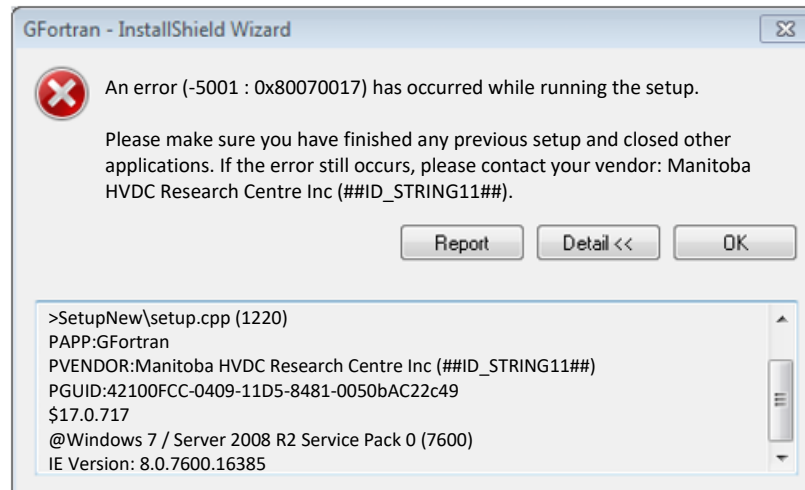 GFortran - InstallShield Wizard
An error (-5001 : 0x80070017) has occurred while running the setup.
Please make sure you have finished any previous setup and closed other
applications. If the error still occurs, please contact your vendor: Manitoba
HVDC Research Centre Inc (##ID_STRING11##).
Report Detail << OK
>SetupNew\setup.cpp (1220)
PAPP:GFortran
PVENDOR:Manitoba HVDC Research Centre Inc (##ID_STRING11##)
PGUID:42100FCC-0409-11D5-8481-0050bAC22c49
$17.0.717
@Windows 7 / Server 2008 R2 Service Pack 0 (7600)
IE Version: 8.0.7600.16385